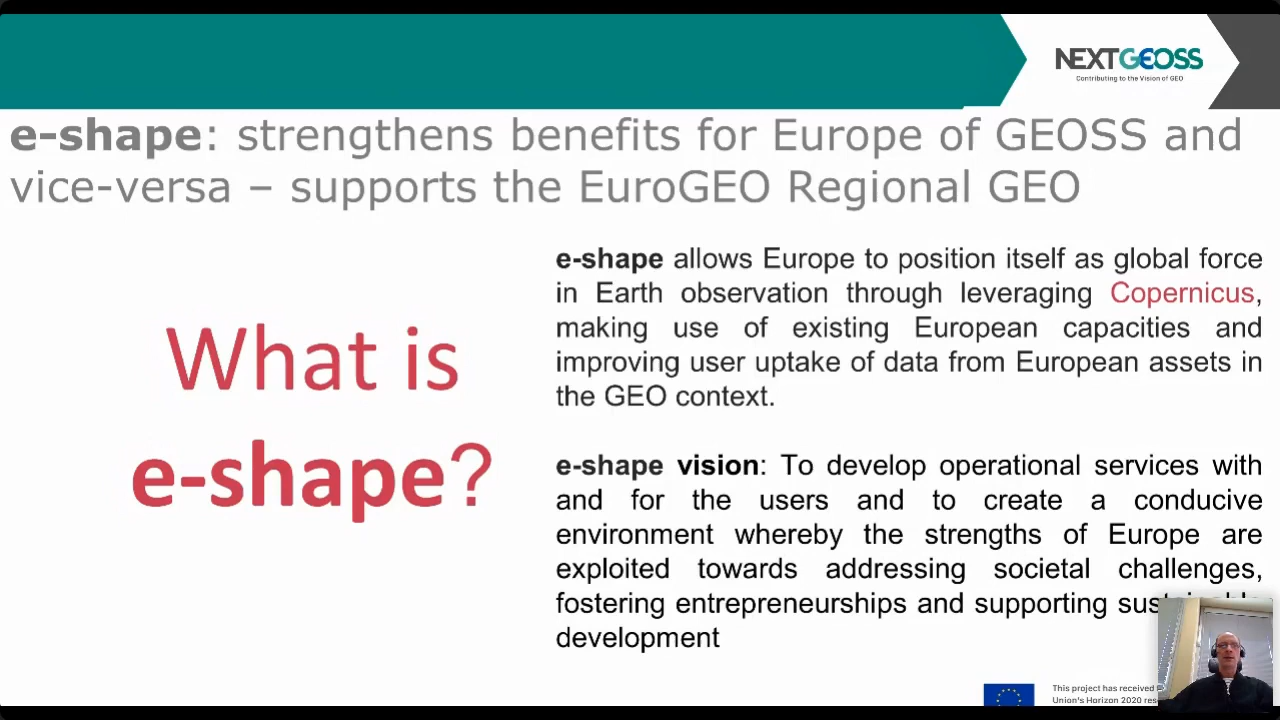 NEXTGEOSS
Contributing to the Vision of GEO
e-shape: strengthens benefits for Europe of GEOSS and
vice-versa – supports the EuroGEO Regional GEO
What is
e-shape?
e-shape allows Europe to position itself as global force
in Earth observation through leveraging Copernicus,
making use of existing European capacities and
improving user uptake of data from European assets in
the GEO context.
e-shape vision: To develop operational services with
and for the users and to create a conducive
environment whereby the strengths of Europe are
exploited towards addressing societal challenges,
fostering entrepreneurships and supporting
development
This project has received
Union's Horizon 2020